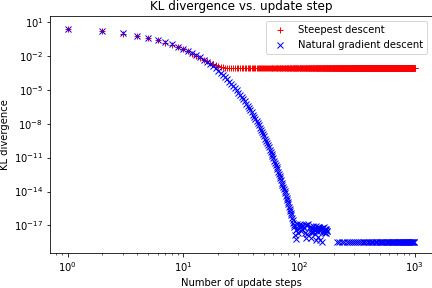 KL divergence vs. update step
Steepest descent
Natural gradient descent
KL divergence
10¹
10⁻²
10⁻⁵
10⁻⁸
10⁻¹¹
10⁻¹⁴
10⁻¹⁷
10⁰ 10¹ 10² 10³
Number of update steps